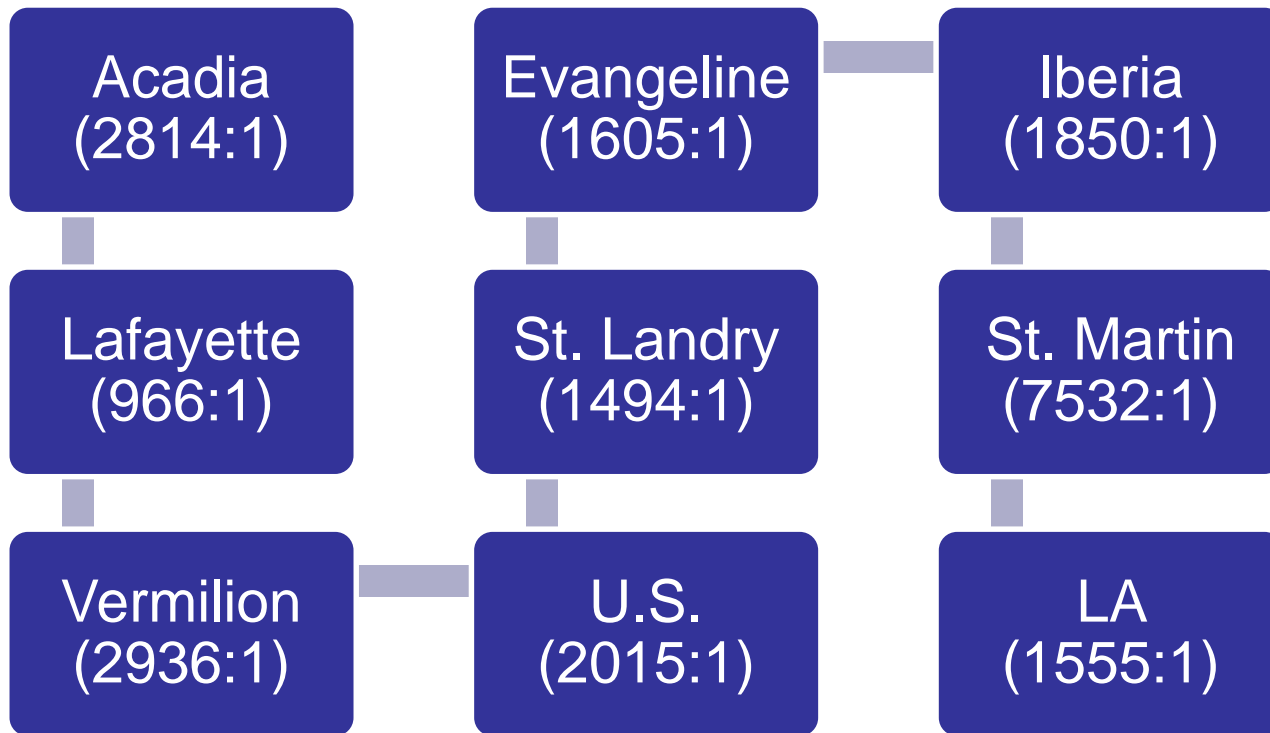 Acadia
(2814:1)
Lafayette
(966:1)
Vermilion
(2936:1)
U.S.
(2015:1)
St. Landry
(1494:1)
Evangeline
(1605:1)
Iberia
(1850:1)
St. Martin
(7532:1)
LA
(1555:1)